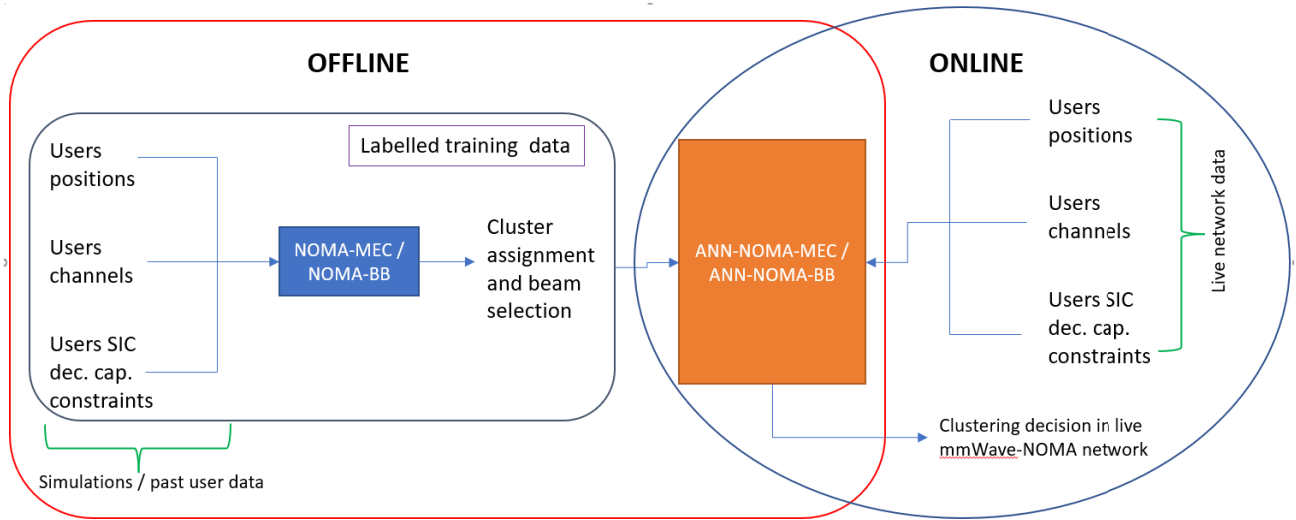 OFFLINE
ONLINE
Labelled training data
Users
positions
Users
channels
Users SIC
dec. cap.
constraints
NOMA-MEC /
NOMA-BB
Cluster
assignment
and beam
selection
Simulations / past user data
ANN-NOMA-MEC /
ANN-NOMA-BB
Users
positions
Users
channels
Users SIC
dec. cap.
constraints
Live network data
Clustering decision in live
mmWave-NOMA network